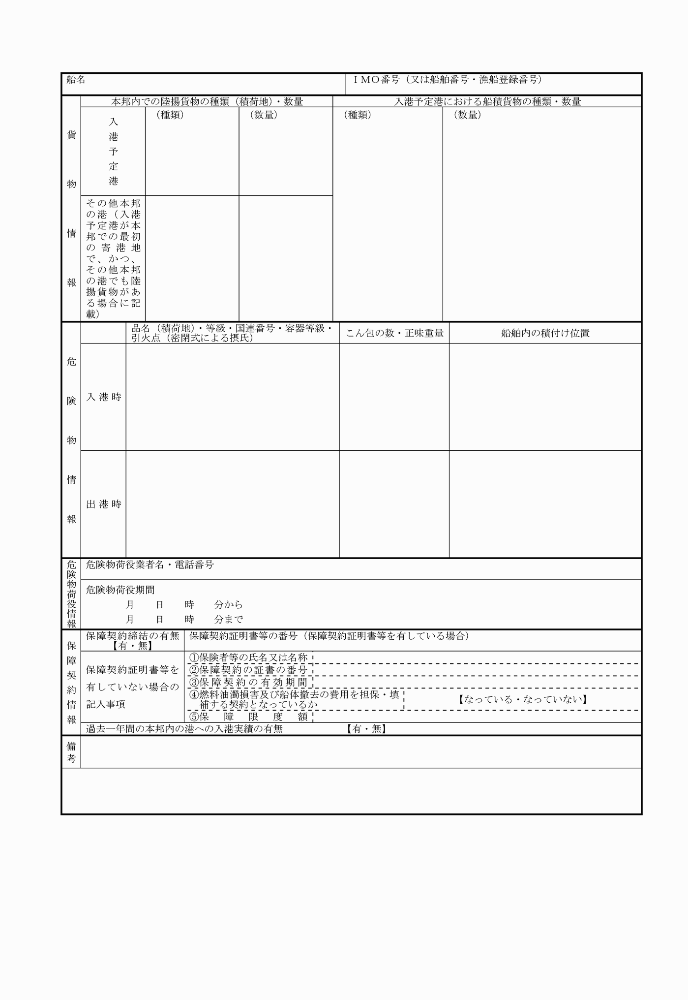 船名
ＩＭＯ番号（又は船舶番号・漁船登録番号）
貨物情報
本邦内での陸揚貨物の種類（積荷地）・数量
入港予定港における船積貨物の種類・数量
入港予定港
（種類）
（数量）
（種類）
（数量）
その他本邦
の港（入港
予定港が本
邦での最初
の寄港地
で、かつ、
その他本邦
の港でも陸
揚貨物があ
る場合に記
載）
危険物情報
品名（積荷地）・等級・国連番号・容器等級・
引火点（密閉式による摂氏）
こん包の数・正味重量
船舶内の積付け位置
入港時
出港時
危険物荷役情報
危険物荷役業者名・電話番号
危険物荷役期間
月　　日　　時　　分から
月　　日　　時　　分まで
保障契約情報
保障契約締結の有無
【有・無】
保障契約証明書等の番号（保障契約証明書等を有している場合）
保障契約証明書等を
有していない場合の
記入事項
①保険者等の氏名又は名称
②保障契約の証書の番号
③保障契約の有効期間
④燃料油濁損害及び船体撤去の費用を担保・填
補する契約となっているか
【なっている・なっていない】
⑤保障限度額
過去一年間の本邦内の港への入港実績の有無　　　　　　【有・無】
備考